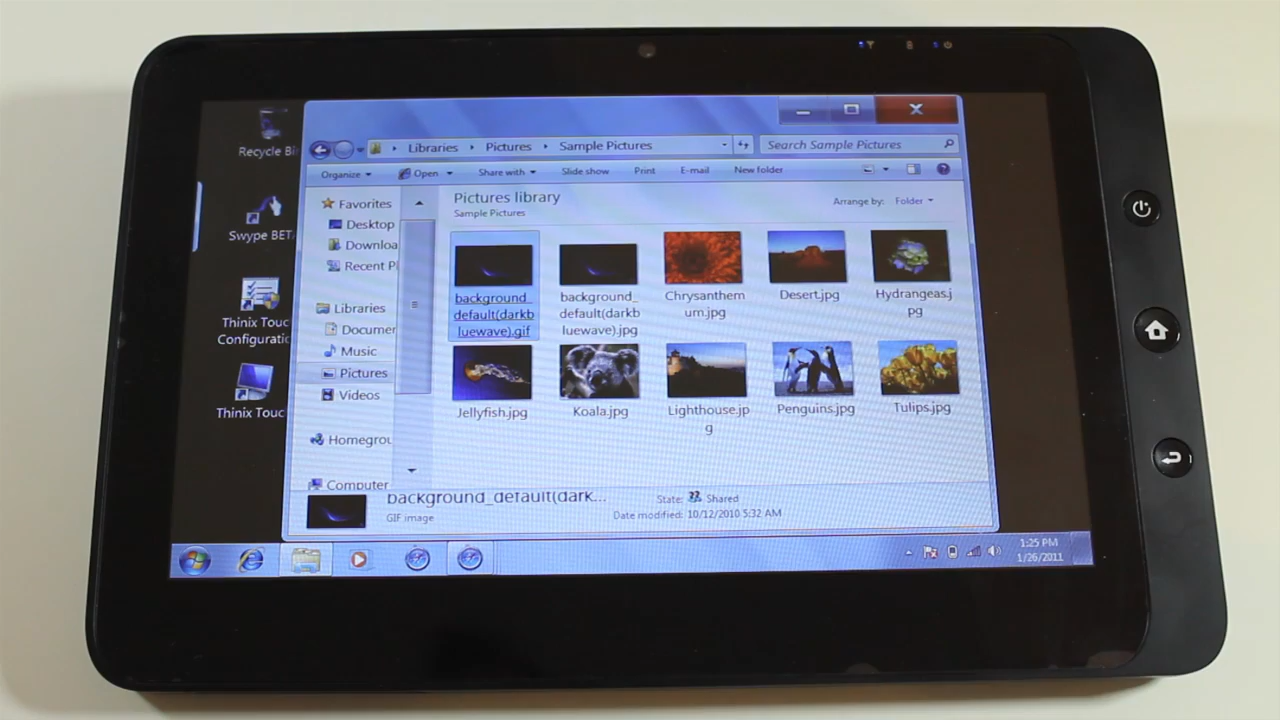 Recycle Bi
Swype BET
Thinix Touc
Configuratio
Thinix Touc
Libraries Pictures Sample Pictures
Search Sample Pictures
Organize Open Share with Slide show Print E-mail New folder
Favorites
Desktop
Downloa
Recent P
Libraries
Documer
Music
Pictures
Videos
Homegrou
Computer
Pictures library
Sample Pictures
Arrange by: Folder
background_
default(darkb
luewave).gif
background_
default(darkb
luewave).jpg
Chrysanthem
um.jpg
Desert.jpg
Hydrangeas.j
pg
Jellyfish.jpg
Koala.jpg
Lighthouse.jp
g
Penguins.jpg
Tulips.jpg
background_default(dark...
GIF image
State: Shared
Date modified: 10/12/2010 5:32 AM
1:25 PM
1/26/2011